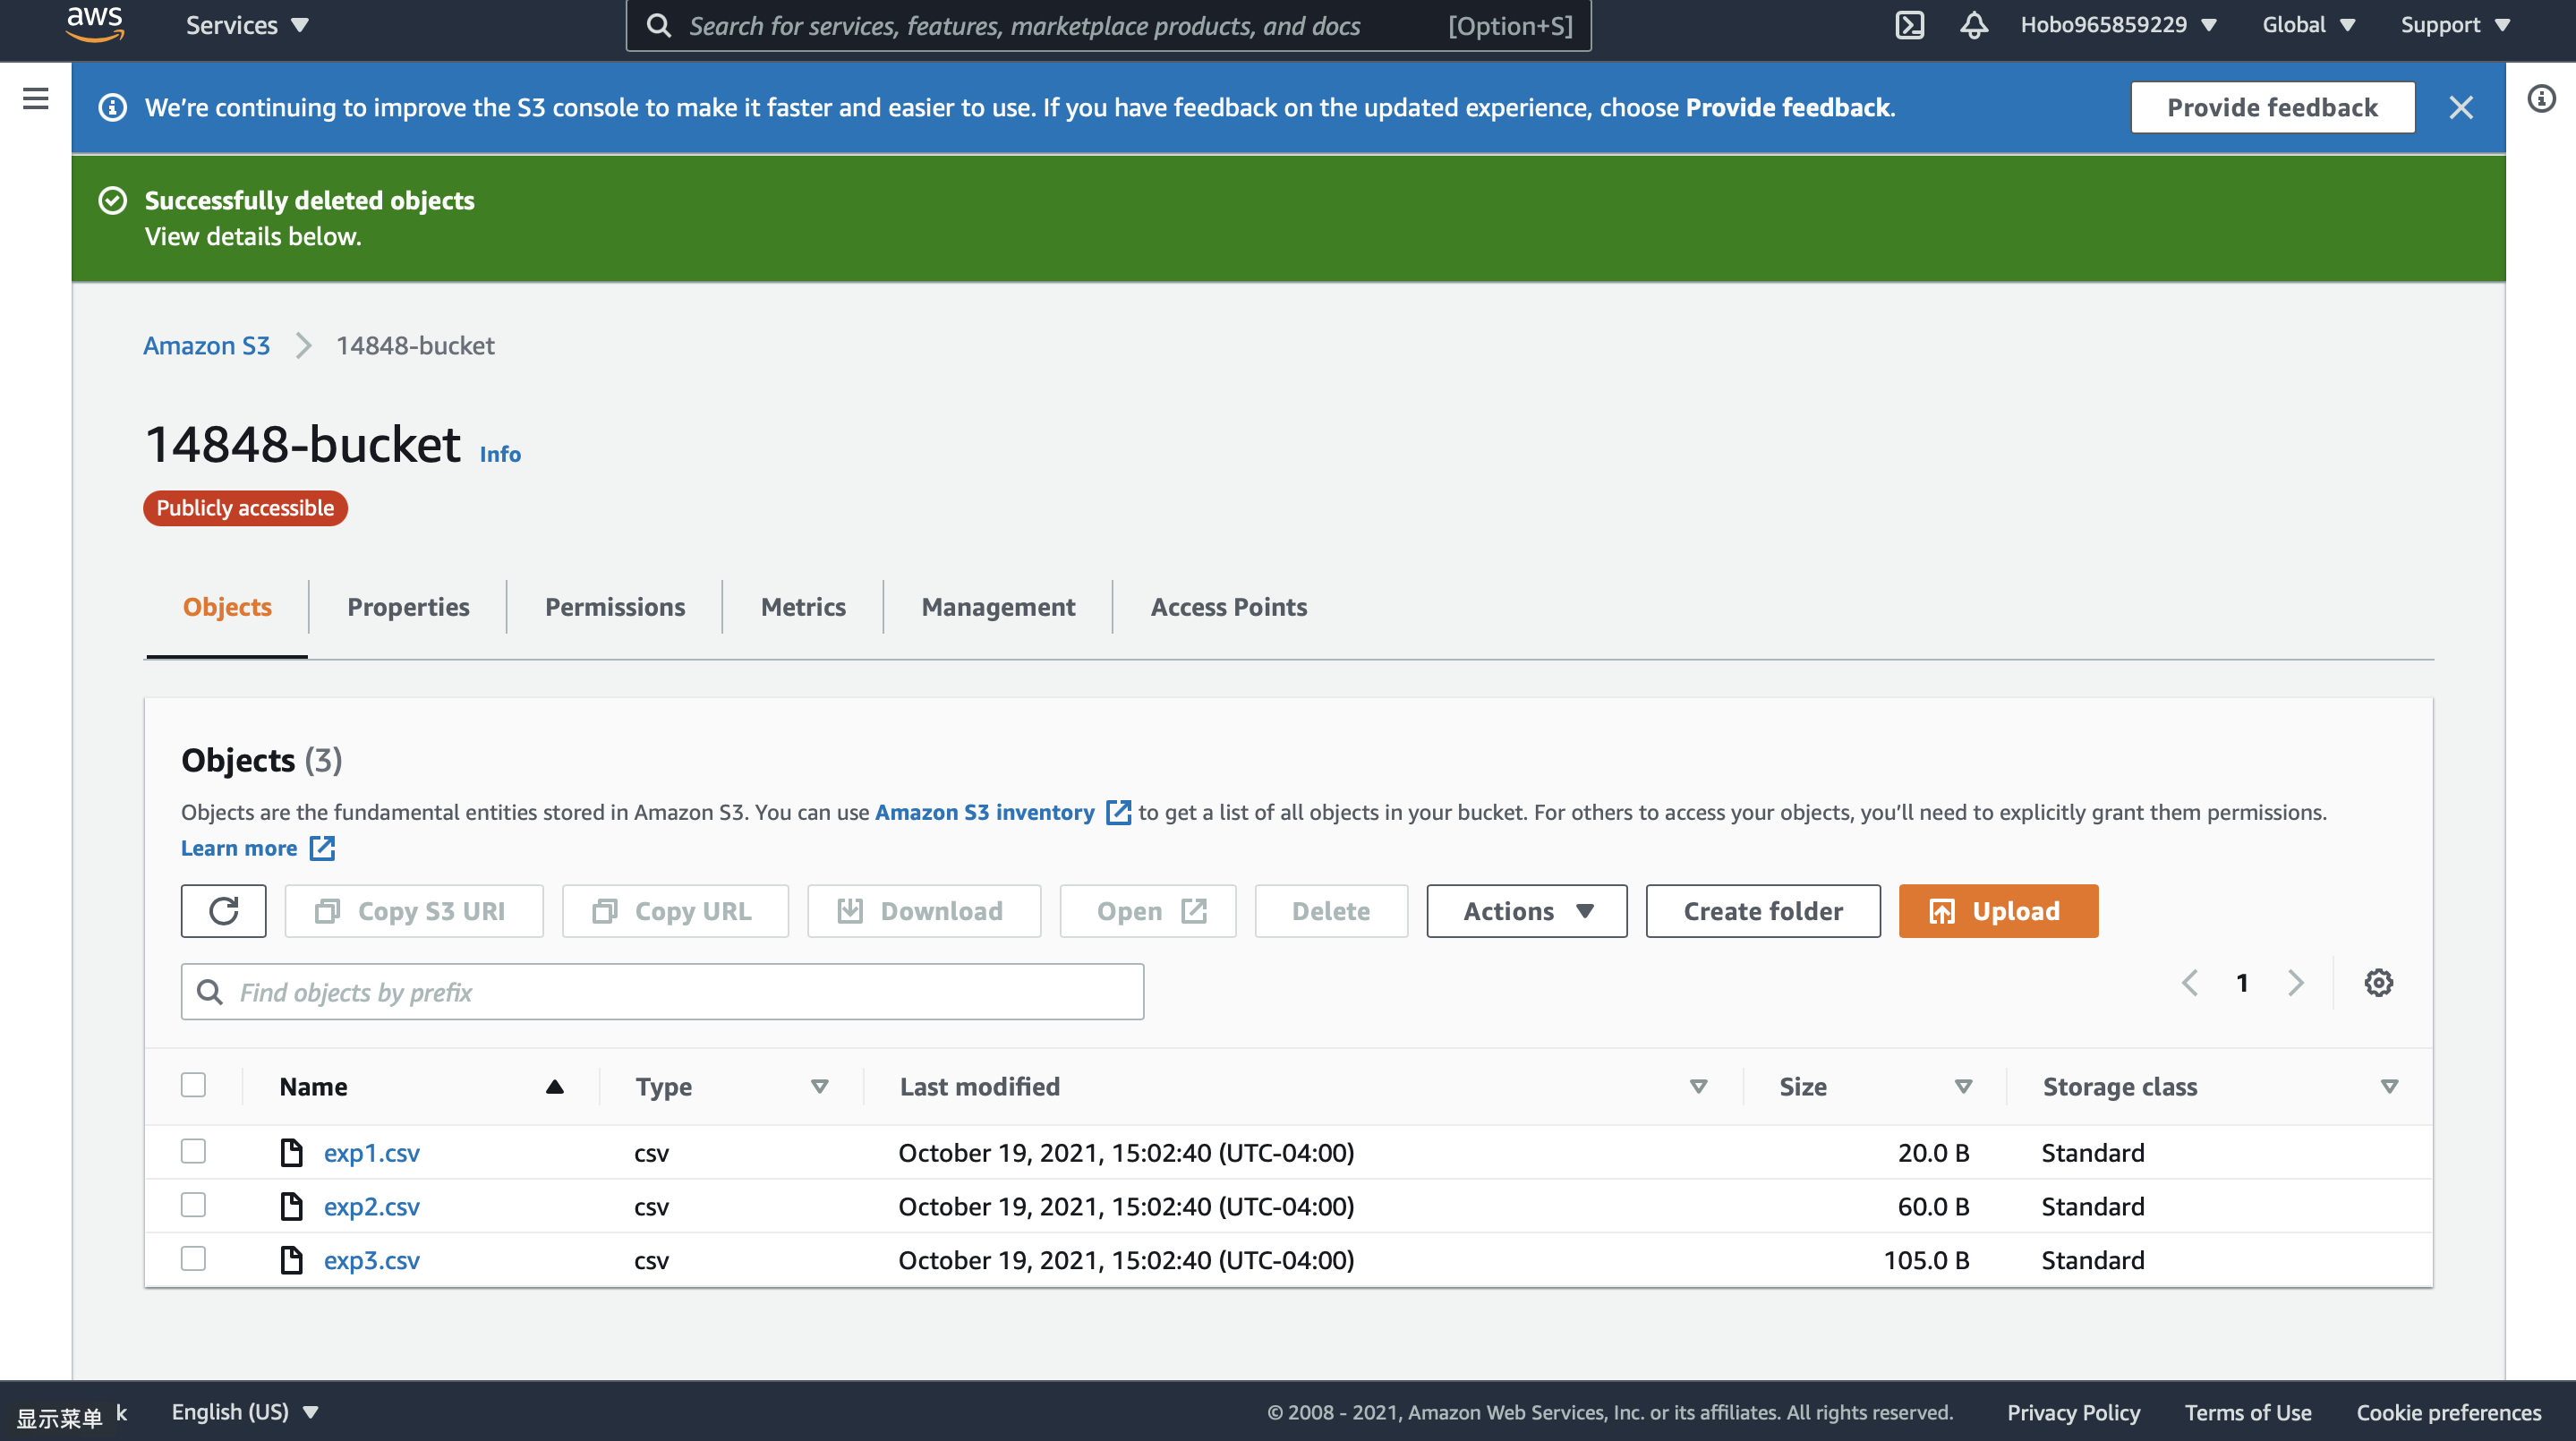 aws Services Search for services, features, marketplace products, and docs [Option+S] Hobo965859229 Global Support
We're continuing to improve the S3 console to make it faster and easier to use. If you have feedback on the updated experience, choose Provide feedback. Provide feedback
Successfully deleted objects
View details below.
Amazon S3 14848-bucket
14848-bucket Info
Publicly accessible
Objects Properties Permissions Metrics Management Access Points
Objects (3)
Objects are the fundamental entities stored in Amazon S3. You can use Amazon S3 inventory to get a list of all objects in your bucket. For others to access your objects, you'll need to explicitly grant them permissions.
Learn more
Copy S3 URI Copy URL Download Open Delete Actions Create folder Upload
Find objects by prefix 1
Name Type Last modified Size Storage class
exp1.csv csv October 19, 2021, 15:02:40 (UTC-04:00) 20.0 B Standard
exp2.csv csv October 19, 2021, 15:02:40 (UTC-04:00) 60.0 B Standard
exp3.csv csv October 19, 2021, 15:02:40 (UTC-04:00) 105.0 B Standard
显示菜单 k English (US) © 2008 - 2021, Amazon Web Services, Inc. or its affiliates. All rights reserved. Privacy Policy Terms of Use Cookie preferences